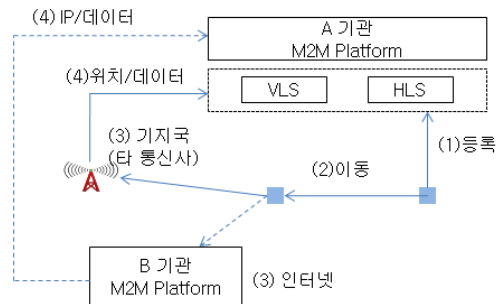 (4) IP/데이터
A 기관
M2M Platform
(4)위치/데이터
VLS
HLS
(3) 기지국
(타 통신사)
(1)등록
(2)이동
B 기관
M2M Platform
(3) 인터넷